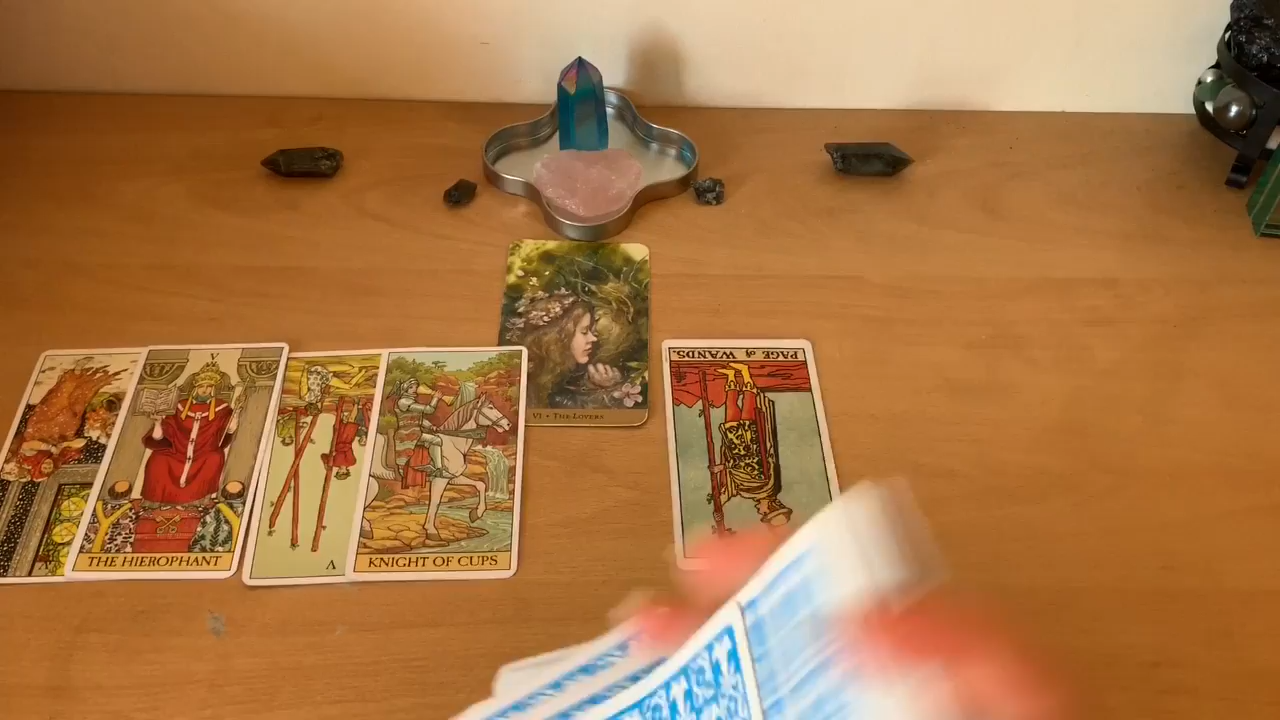 VI • THE LOVERS
PAGE of WANDS.
V
THE HIEROPHANT
V
KNIGHT OF CUPS